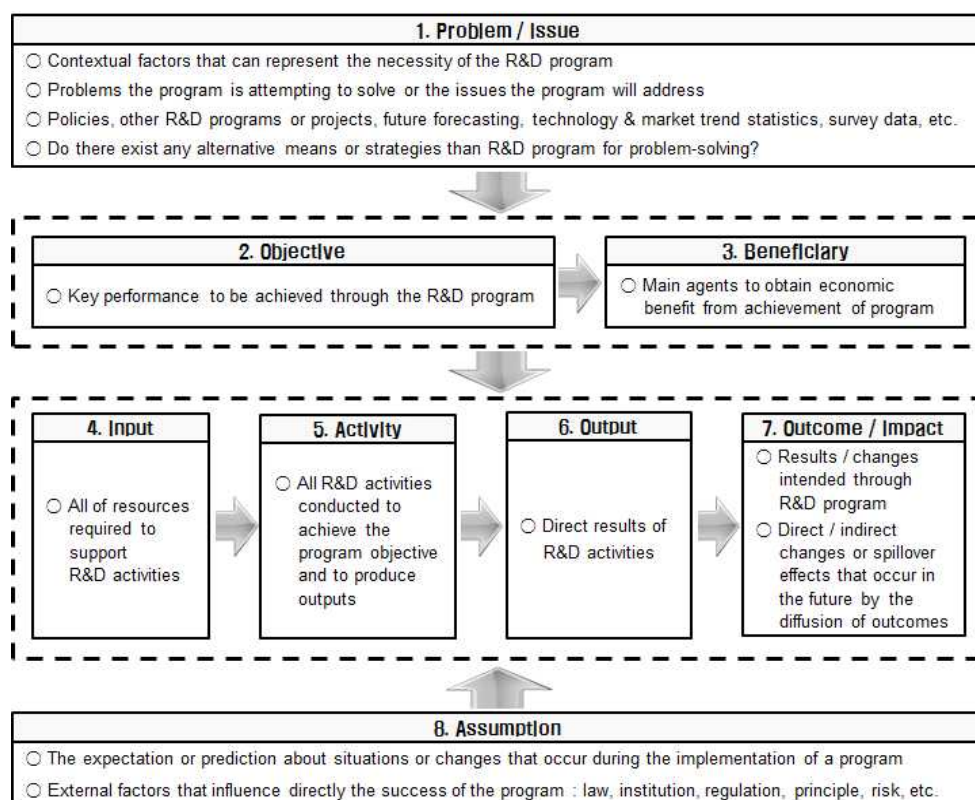 1. Problem / Issue
○ Contextual factors that can represent the necessity of the R&D program
○ Problems the program is attempting to solve or the issues the program will address
○ Policies, other R&D programs or projects, future forecasting, technology & market trend statistics, survey data, etc.
○ Do there exist any alternative means or strategies than R&D program for problem-solving?
2. Objective
○ Key performance to be achieved through the R&D program
3. Beneficiary
○ Main agents to obtain economic
benefit from achievement of program
4. Input
○ All of resources
required to
support
R&D activities
5. Activity
○ All R&D activities
conducted to
achieve the
program objective
and to produce
outputs
6. Output
○ Direct results of
R&D activities
7. Outcome / Impact
○ Results / changes
intended through
R&D program
○ Direct / indirect
changes or spillover
effects that occur in
the future by the
diffusion of outcomes
8. Assumption
○ The expectation or prediction about situations or changes that occur during the implementation of a program
○ External factors that influence directly the success of the program : law, institution, regulation, principle, risk, etc.